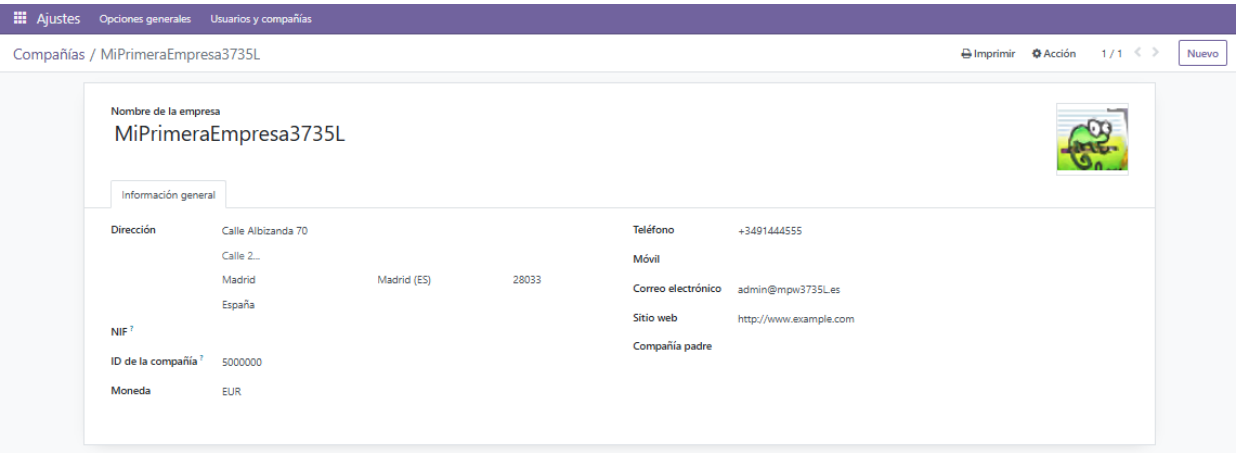 Ajustes Opciones generales Usuarios y compañías
Compañías / MiPrimeraEmpresa3735L Imprimir Acción 1 / 1 Nuevo
Nombre de la empresa
MiPrimeraEmpresa3735L
Información general
Dirección Calle Albizanda 70 Teléfono +3491444555
Calle 2... Móvil
Madrid Madrid (ES) 28033 Correo electrónico admin@mpw3735L.es
España Sitio web http://www.example.com
NIF ? Compañía padre
ID de la compañía ? 5000000
Moneda EUR